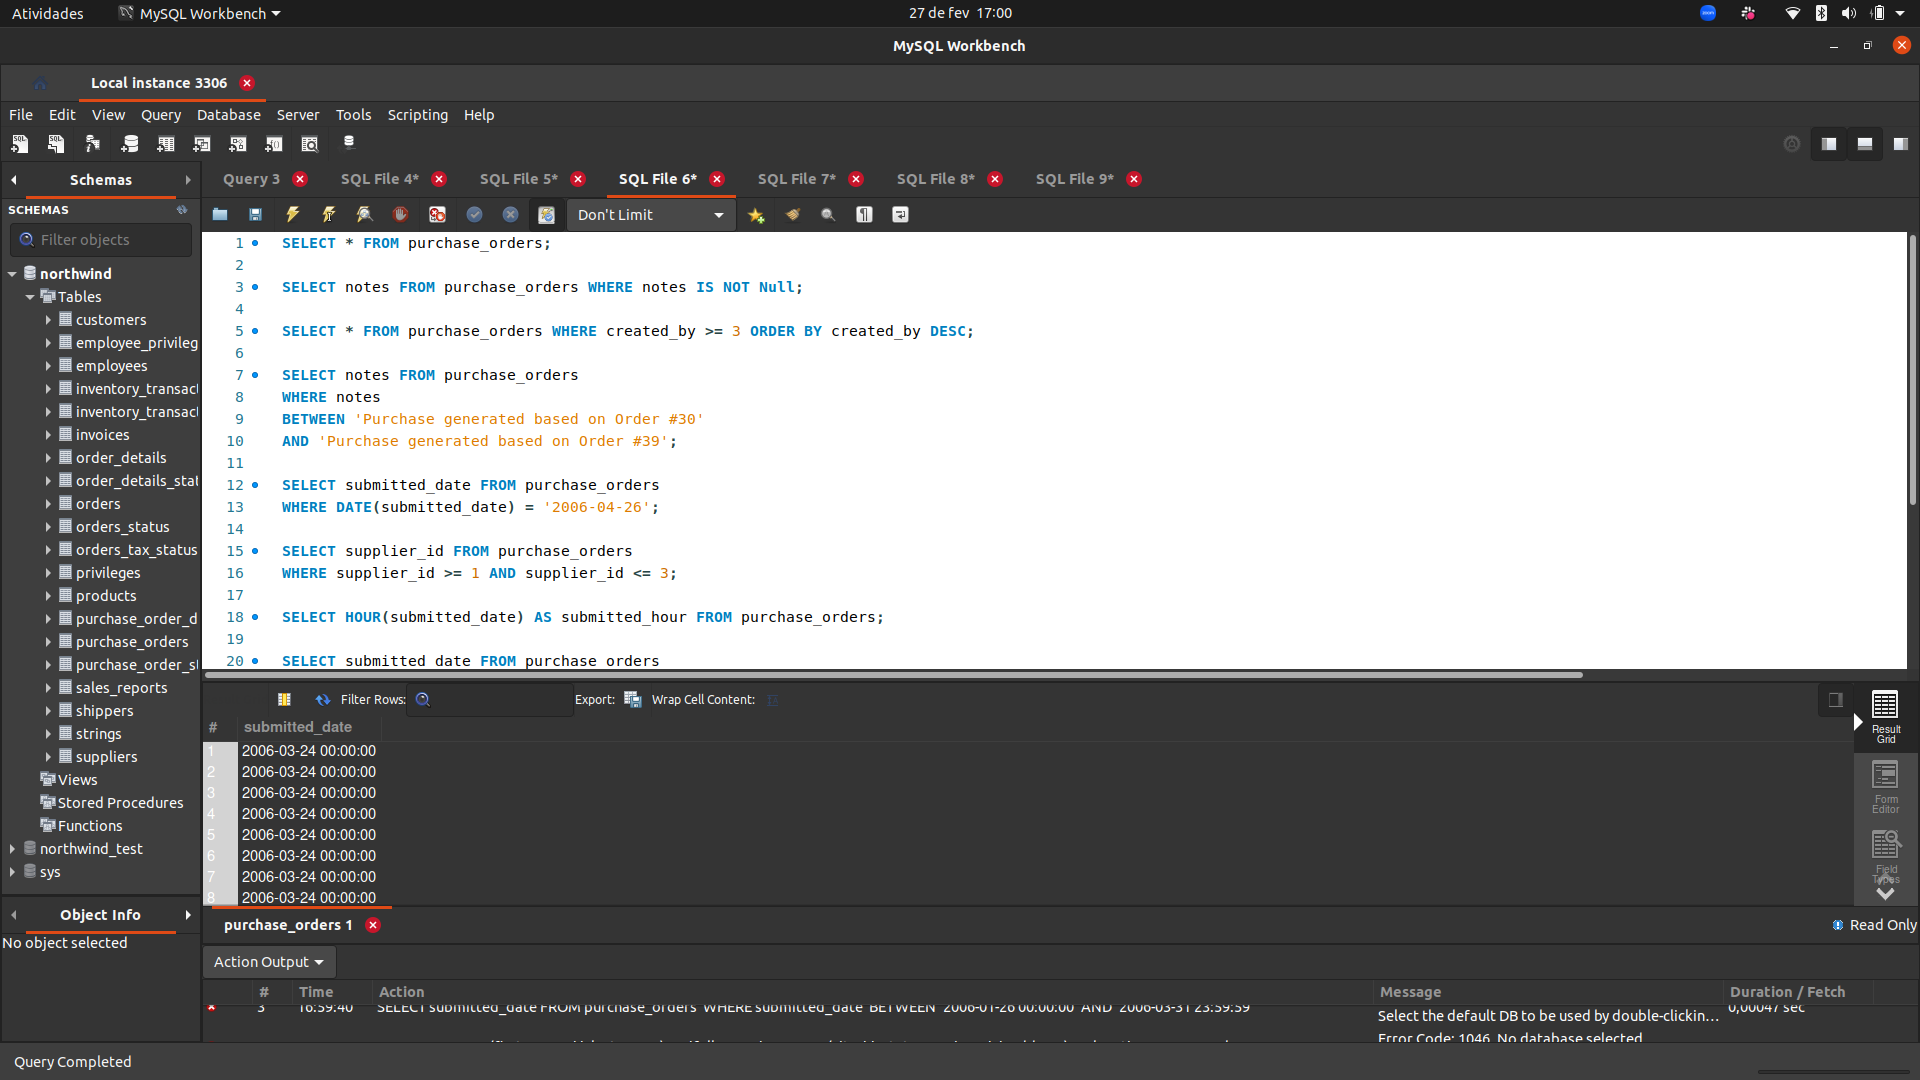 Atividades
MySQL Workbench
27 de fev 17:00
MySQL Workbench
Local instance 3306
File Edit View Query Database Server Tools Scripting Help
Schemas
Query 3
SQL File 4*
SQL File 5*
SQL File 6*
SQL File 7*
SQL File 8*
SQL File 9*
SCHEMAS
Filter objects
Don't Limit
northwind
Tables
customers
employee_privileg
employees
inventory_transac
inventory_transac
invoices
order_details
order_details_stat
orders
orders_status
orders_tax_status
privileges
products
purchase_order_d
purchase_orders
purchase_order_s
sales_reports
shippers
strings
suppliers
Views
Stored Procedures
Functions
northwind_test
sys
Object Info
No object selected
1 SELECT * FROM purchase_orders;
2
3 SELECT notes FROM purchase_orders WHERE notes IS NOT Null;
4
5 SELECT * FROM purchase_orders WHERE created_by >= 3 ORDER BY created_by DESC;
6
7 SELECT notes FROM purchase_orders
8 WHERE notes
9 BETWEEN 'Purchase generated based on Order #30'
10 AND 'Purchase generated based on Order #39';
11
12 SELECT submitted_date FROM purchase_orders
13 WHERE DATE(submitted_date) = '2006-04-26';
14
15 SELECT supplier_id FROM purchase_orders
16 WHERE supplier_id >= 1 AND supplier_id <= 3;
17
18 SELECT HOUR(submitted_date) AS submitted_hour FROM purchase_orders;
19
20 SELECT submitted_date FROM purchase_orders
Filter Rows:
Export:
Wrap Cell Content:
# submitted_date
1 2006-03-24 00:00:00
2 2006-03-24 00:00:00
3 2006-03-24 00:00:00
4 2006-03-24 00:00:00
5 2006-03-24 00:00:00
6 2006-03-24 00:00:00
7 2006-03-24 00:00:00
8 2006-03-24 00:00:00
Result
Grid
Form
Editor
Field
Types
purchase_orders 1
Read Only
Action Output
# Time Action Message Duration / Fetch
3 16:59:40 SELECT submitted_date FROM purchase_orders WHERE submitted_date BETWEEN '2006-01-26 00:00:00' AND '2006-03-31 23:59:59'
Select the default DB to be used by double-clickin...
0,00047 sec
Error Code: 1046. No database selected
Query Completed